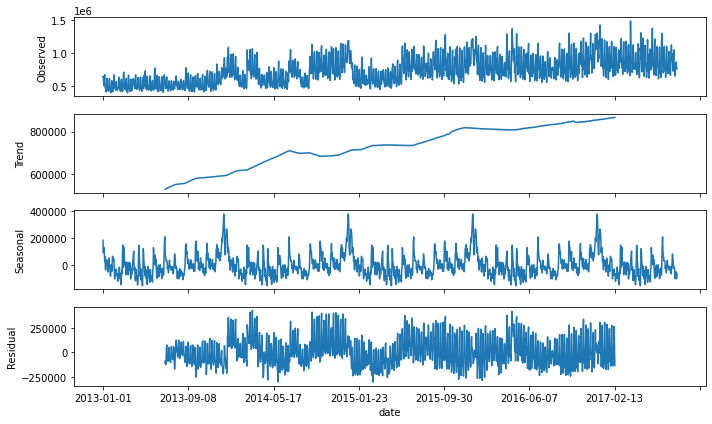 1e6
1.5
1.0
0.5
Observed
800000
600000
Trend
400000
200000
0
Seasonal
250000
0
−250000
Residual
2013-01-01 2013-09-08 2014-05-17 2015-01-23 2015-09-30 2016-06-07 2017-02-13
date